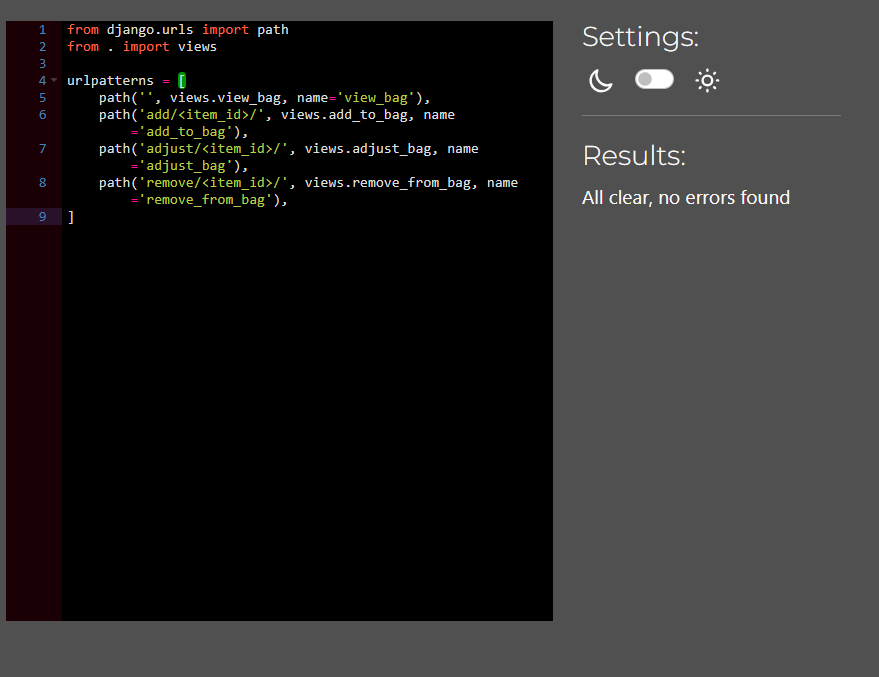 1 from django.urls import path
2 from . import views
3
4 urlpatterns = [
5     path('', views.view_bag, name='view_bag'),
6     path('add/<item_id>/', views.add_to_bag, name
='add_to_bag'),
7     path('adjust/<item_id>/', views.adjust_bag, name
='adjust_bag'),
8     path('remove/<item_id>/', views.remove_from_bag, name
='remove_from_bag'),
9 ]
Settings:
Results:
All clear, no errors found